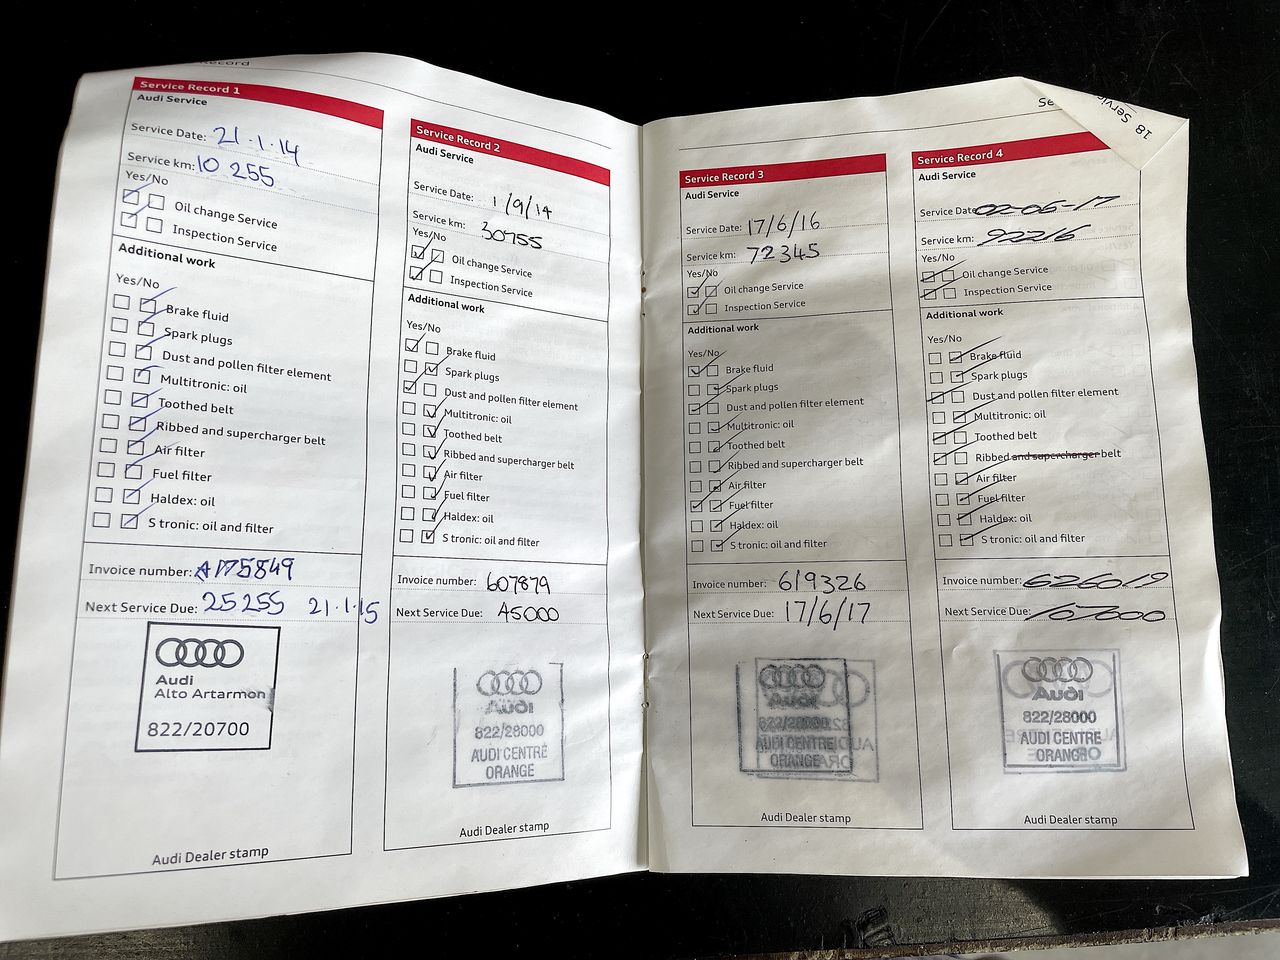 Record
Service Record 1
Audi Service
Service Date: 21.1.14
Service km: 10 255
Yes/No
Oil change Service
Inspection Service
Additional work
Yes/No
Brake fluid
Spark plugs
Dust and pollen filter element
Multitronic: oil
Toothed belt
Ribbed and supercharger belt
Air filter
Fuel filter
Haldex: oil
S tronic: oil and filter
Invoice number: A1175849
Next Service Due: 25255 21.1.15
Audi
Alto Artarmon
822/20700
Audi Dealer stamp
Service Record 2
Audi Service
Service Date: 1/9/14
Service km: 30755
Yes/No
Oil change Service
Inspection Service
Additional work
Yes/No
Brake fluid
Spark plugs
Dust and pollen filter element
Multitronic: oil
Toothed belt
Ribbed and supercharger belt
Air filter
Fuel filter
Haldex: oil
S tronic: oil and filter
Invoice number: 607879
Next Service Due: 45000
Audi
822/28000
AUDI CENTRE
ORANGE
Audi Dealer stamp
Service Record 3
Audi Service
Service Date: 17/6/16
Service km: 72345
Yes/No
Oil change Service
Inspection Service
Additional work
Yes/No
Brake fluid
Spark plugs
Dust and pollen filter element
Multitronic: oil
Toothed belt
Ribbed and supercharger belt
Air filter
Fuel filter
Haldex: oil
S tronic: oil and filter
Invoice number: 619326
Next Service Due: 17/6/17
Audi
822/28000
AUDI CENTRE
ORANGE
Audi Dealer stamp
18 Servic
Service Record 4
Audi Service
Service Date 02-06-17
Service km: 92216
Yes/No
Oil change Service
Inspection Service
Additional work
Yes/No
Brake fluid
Spark plugs
Dust and pollen filter element
Multitronic: oil
Toothed belt
Ribbed and supercharger belt
Air filter
Fuel filter
Haldex: oil
S tronic: oil and filter
Invoice number: 626019
Next Service Due: 107000
Audi
822/28000
AUDI CENTRE
ORANGE
Audi Dealer stamp